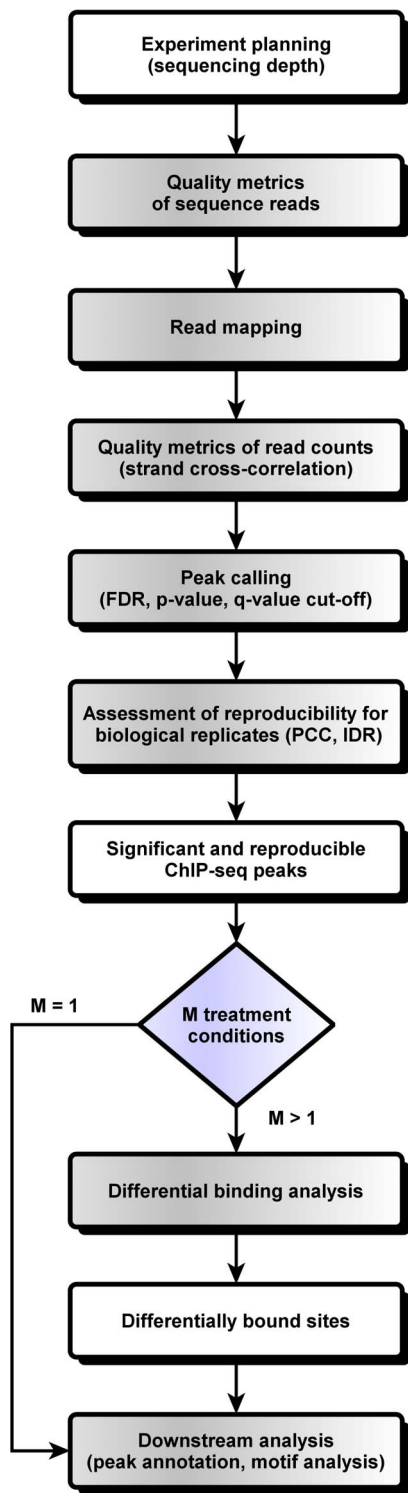 Experiment planning
(sequencing depth)
Quality metrics
of sequence reads
Read mapping
Quality metrics of read counts
(strand cross-correlation)
Peak calling
(FDR, p-value, q-value cut-off)
Assessment of reproducibility for
biological replicates (PCC, IDR)
Significant and reproducible
ChIP-seq peaks
M = 1
M treatment
conditions
M > 1
Differential binding analysis
Differentially bound sites
Downstream analysis
(peak annotation, motif analysis)